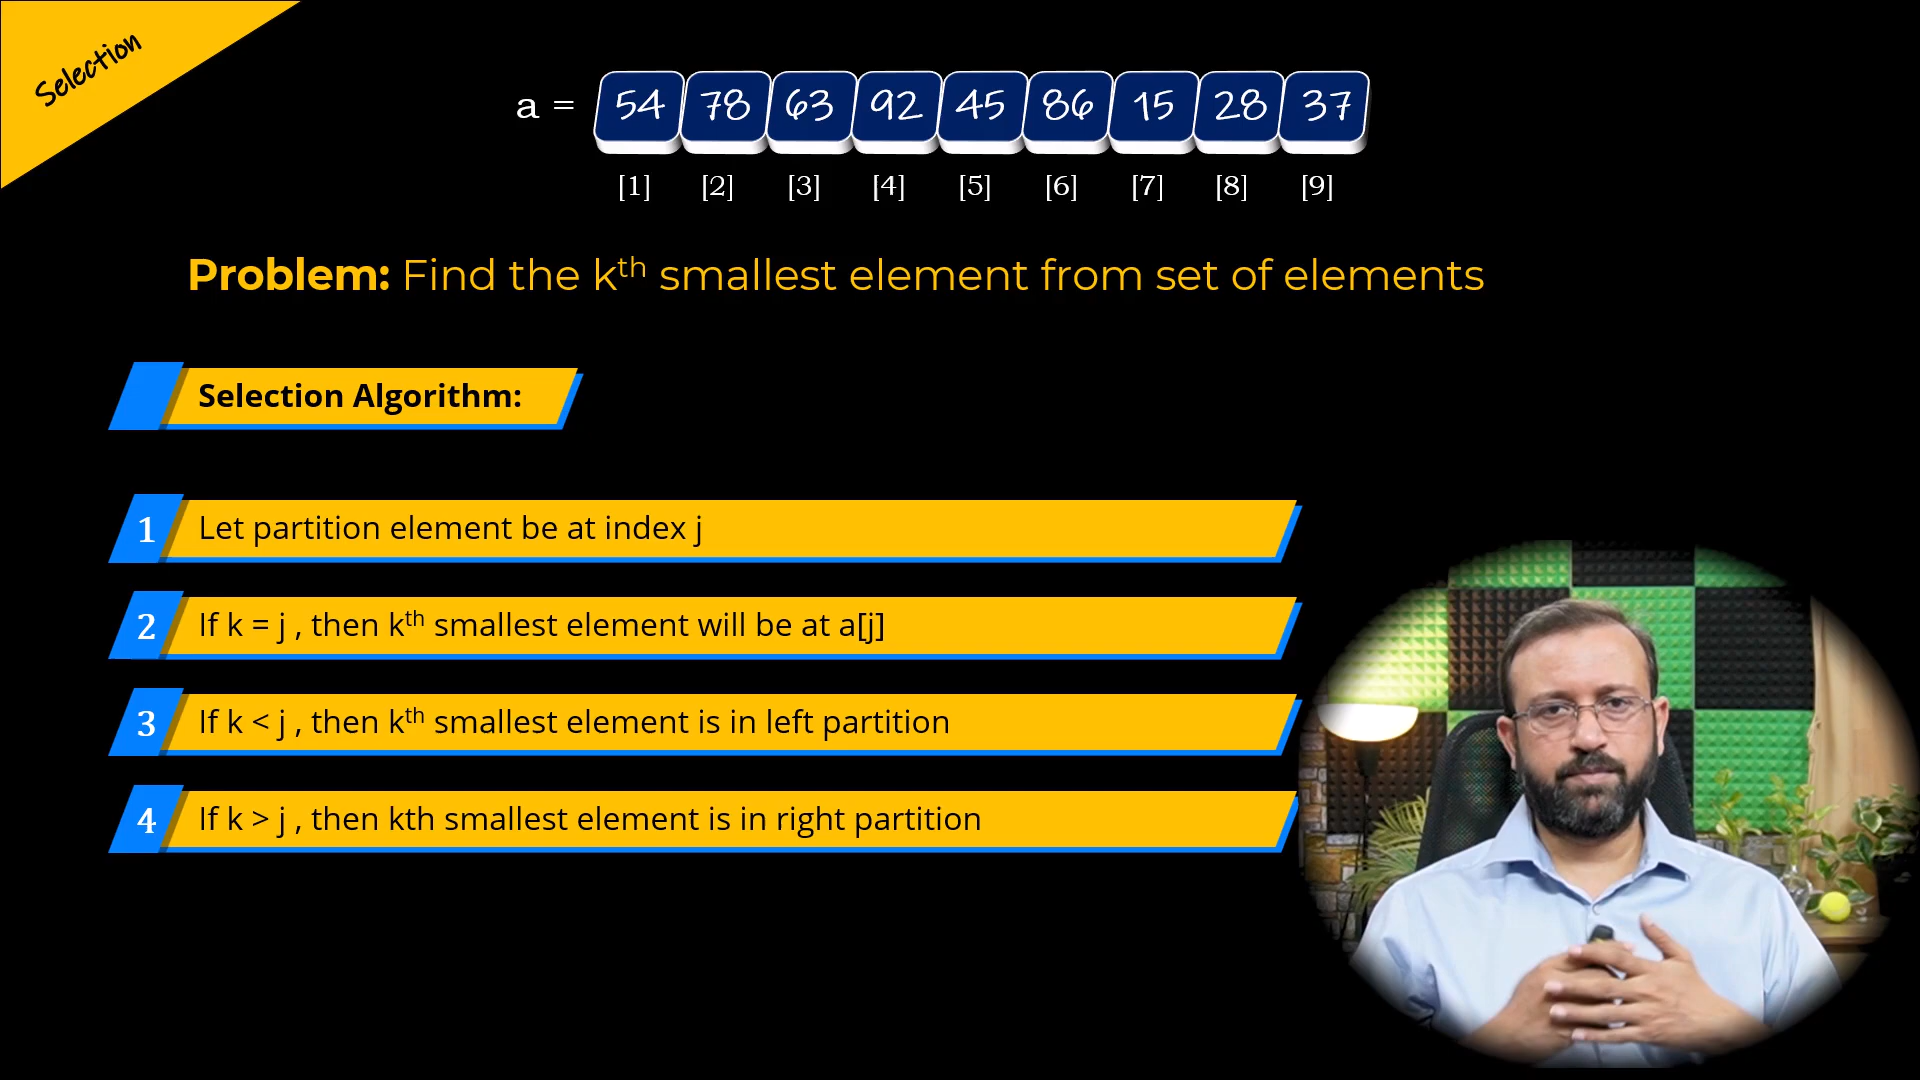 Selection
a = 54 78 63 92 45 86 15 28 37
[1] [2] [3] [4] [5] [6] [7] [8] [9]
Problem: Find the kth smallest element from set of elements
Selection Algorithm:
1 Let partition element be at index j
2 If k = j , then kth smallest element will be at a[j]
3 If k < j , then kth smallest element is in left partition
4 If k > j , then kth smallest element is in right partition